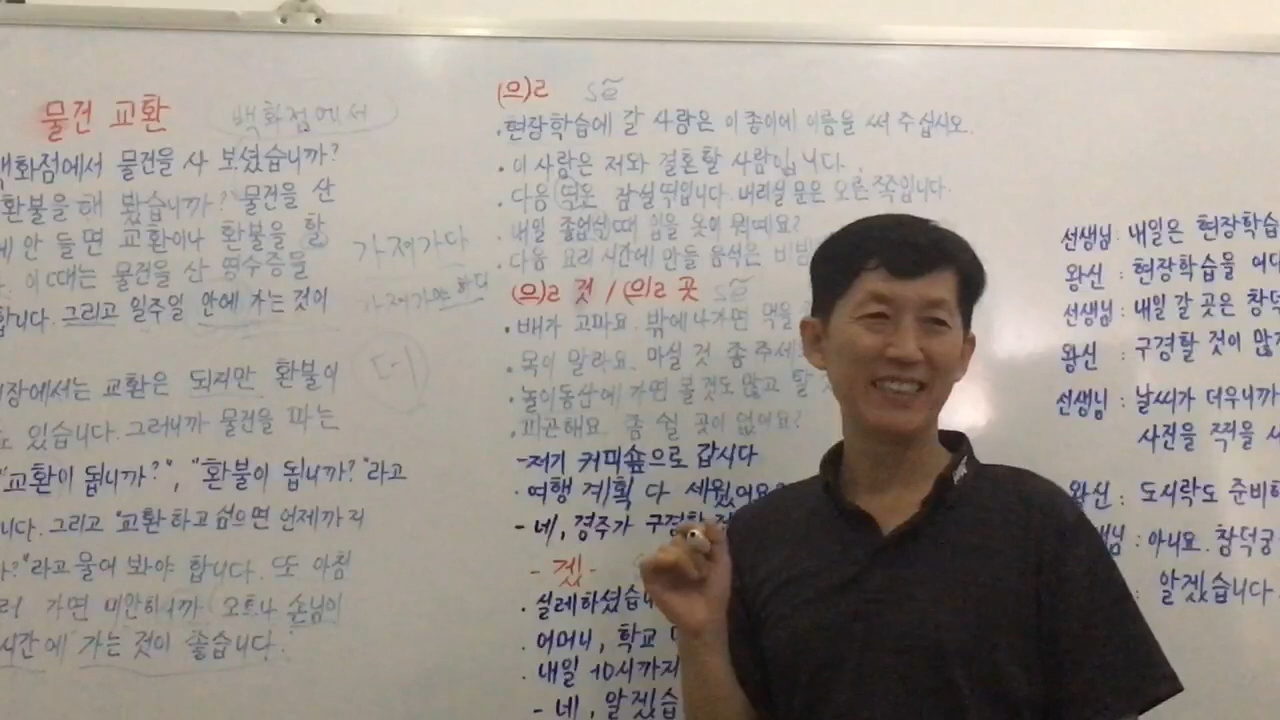 물건 교환
백화점에서
백화점에서 물건을 사 보셨습니까?
환불을 해 봤습니까? 물건을 산
안 들면 교환이나 환불을 할
이때는 물건을 산 영수증을
합니다. 그리고 일주일 안에 가는 것이
가져가다
가져가야 하다
장에서는 교환은 되지만 환불이
있습니다. 그러니까 물건을 파는
"교환이 됩니까?", "환불이 됩니까?"라고
니다. 그리고 "교환하고 싶으면 언제까지
"라고 물어 봐야 합니다. 또 아침
가면 미안하니까 오트나 손님이
시간에 가는 것이 좋습니다.
(으)ㄹ sẽ
·현장학습에 갈 사람은 이 종이에 이름을 써 주십시오.
·이 사람은 저와 결혼할 사람입니다.
·다음 역은 잠실역입니다. 내리실 문은 오른쪽입니다.
·내일 졸업식 때 입을 옷이 뭐예요?
·다음 요리 시간에 만들 음식은 비빔
(으)ㄹ 것 / (으)ㄹ 곳 sẽ
·배가 고파요. 밖에 나가면 먹을
·목이 말라요. 마실 것 좀 주세
·놀이동산에 가면 볼 것도 많고 할
·피곤해요. 좀 쉴 곳이 없어요?
-저기 커피숖으로 갑시다
·여행 계획 다 세웠어요
- 네, 경주가 구경할
- 겠 -
·실례하겠습니
·어머니, 학교
·내일 10시까지
- 네, 알겠습
선생님 : 내일은 현장학습
왕신 : 현장학습을 어디
선생님 : 내일 갈 곳은 창덕
왕신 : 구경할 것이 많
선생님 : 날씨가 더우니까
사진을 찍을
왕신 : 도시락도 준비
생님 : 아니요. 창덕궁
: 알겠습니다.